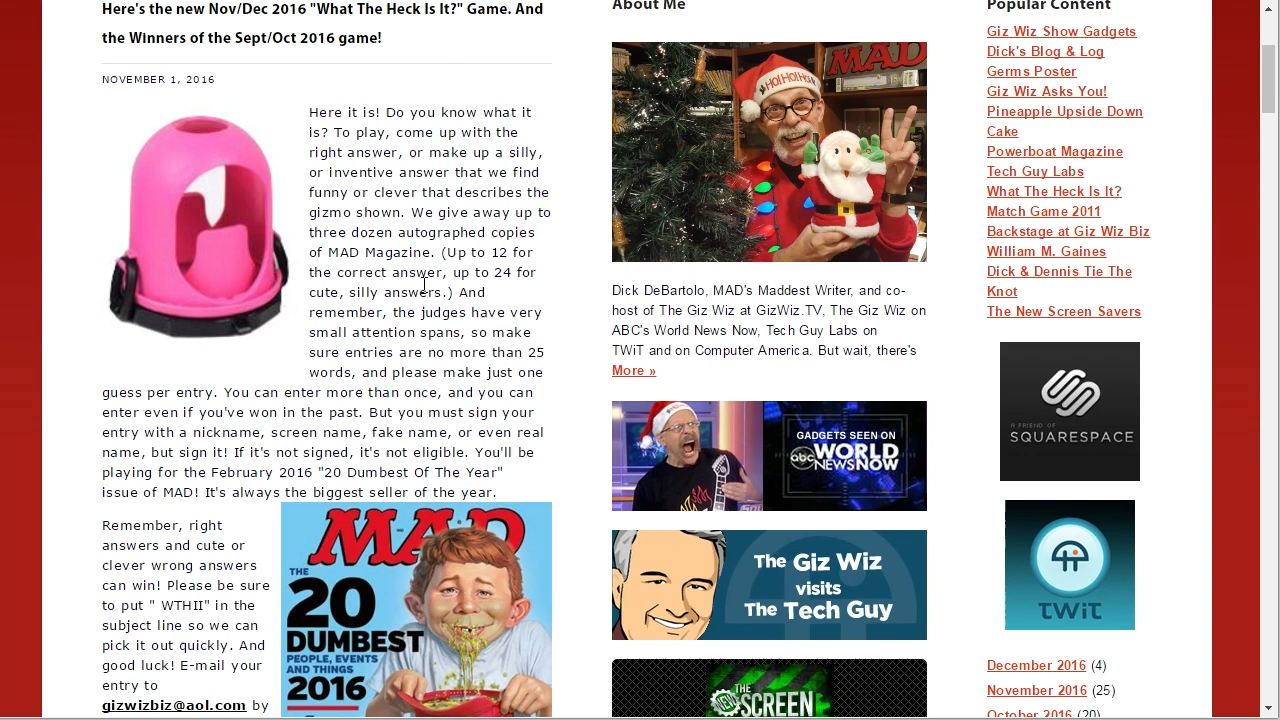 Here's the new Nov/Dec 2016 "What The Heck Is It?" Game. And
the Winners of the Sept/Oct 2016 game!
NOVEMBER 1, 2016
Here it is! Do you know what it
is? To play, come up with the
right answer, or make up a silly,
or inventive answer that we find
funny or clever that describes the
gizmo shown. We give away up to
three dozen autographed copies
of MAD Magazine. (Up to 12 for
the correct answer, up to 24 for
cute, silly answers.) And
remember, the judges have very
small attention spans, so make
sure entries are no more than 25
words, and please make just one
guess per entry. You can enter more than once, and you can
enter even if you've won in the past. But you must sign your
entry with a nickname, screen name, fake name, or even real
name, but sign it! If it's not signed, it's not eligible. You'll be
playing for the February 2016 "20 Dumbest Of The Year"
issue of MAD! It's always the biggest seller of the year.
Remember, right
answers and cute or
clever wrong answers
can win! Please be sure
to put " WTHII" in the
subject line so we can
pick it out quickly. And
good luck! E-mail your
entry to
gizwizbiz@aol.com by
MAD
THE
20
DUMBEST
PEOPLE, EVENTS
AND THINGS
2016
About Me
HO!HO!HO!
MAD
Dick DeBartolo, MAD's Maddest Writer, and co-
host of The Giz Wiz at GizWiz.TV, The Giz Wiz on
ABC's World News Now, Tech Guy Labs on
TWiT and on Computer America. But wait, there's
More »
GADGETS SEEN ON
abc WORLD
NEWS NOW
The Giz Wiz
visits
The Tech Guy
THE
NEW
SCREEN
Popular Content
Giz Wiz Show Gadgets
Dick's Blog & Log
Germs Poster
Giz Wiz Asks You!
Pineapple Upside Down
Cake
Powerboat Magazine
Tech Guy Labs
What The Heck Is It?
Match Game 2011
Backstage at Giz Wiz Biz
William M. Gaines
Dick & Dennis Tie The
Knot
The New Screen Savers
A FRIEND OF
SQUARESPACE
TWiT
December 2016 (4)
November 2016 (25)
October 2016 (20)